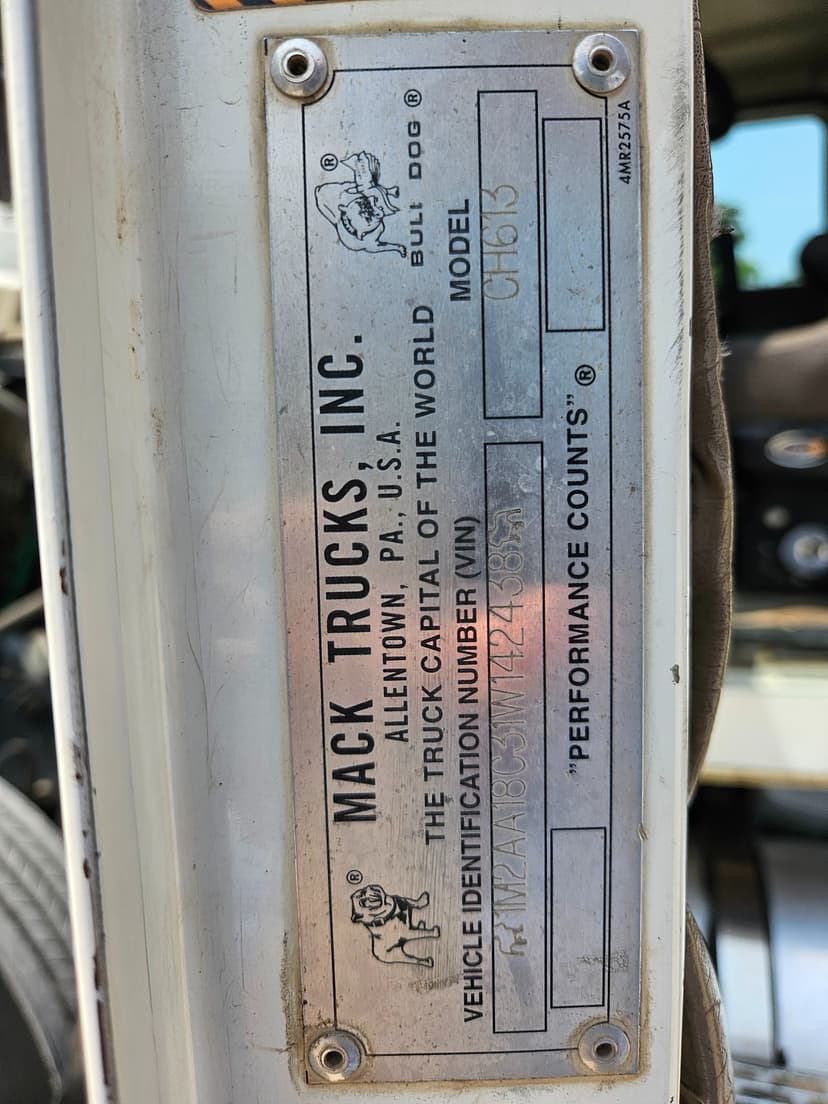 MACK TRUCKS, INC.
ALLENTOWN, PA., U.S.A.
THE TRUCK CAPITAL OF THE WORLD
BULL DOG ®
VEHICLE IDENTIFICATION NUMBER (VIN)
MODEL
1M2AA18C31W142438
CH613
"PERFORMANCE COUNTS" ®
4MR2575A